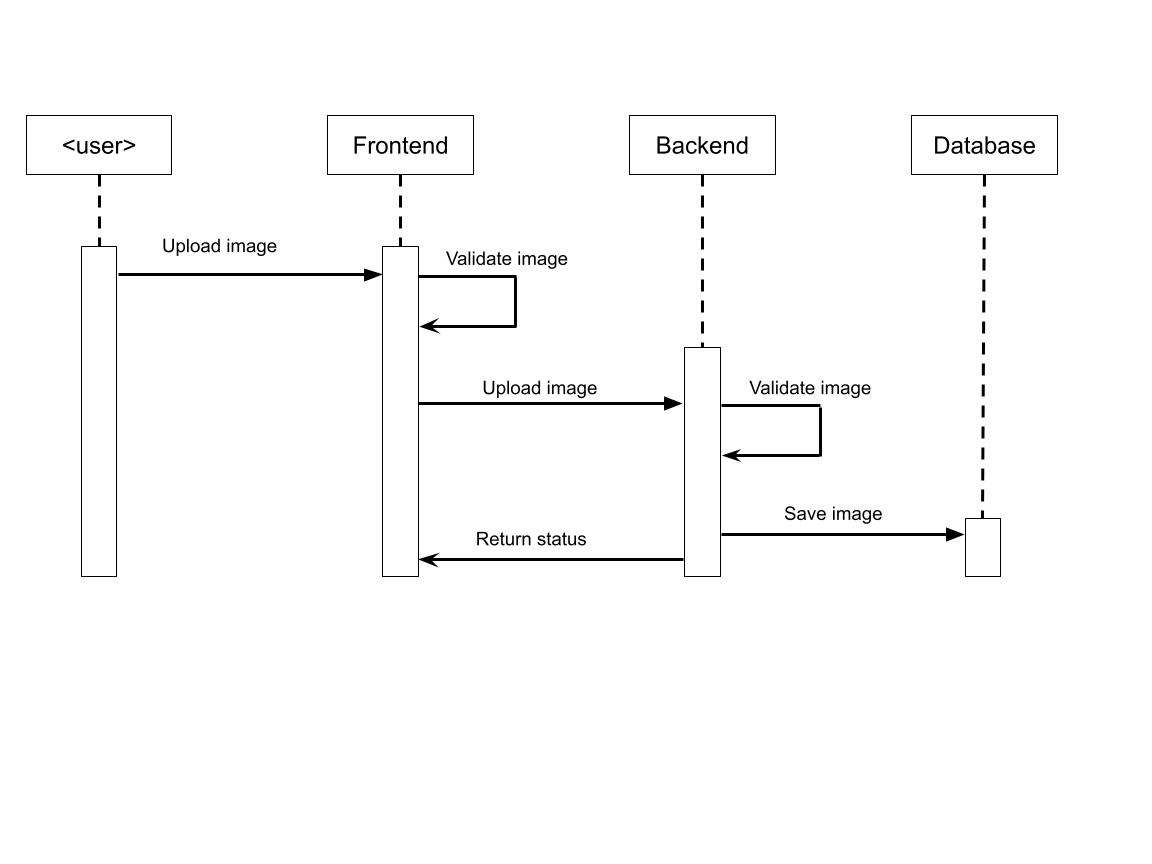 <user>
Frontend
Backend
Database
Upload image
Validate image
Upload image
Validate image
Save image
Return status